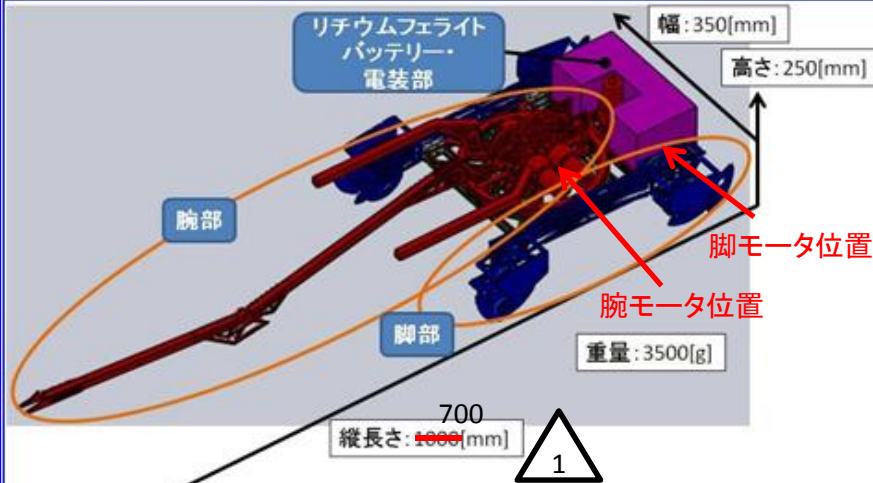 リチウムフェライト
バッテリー・
電装部
幅:350[mm]
高さ:250[mm]
腕部
脚モータ位置
腕モータ位置
脚部
重量:3500[g]
700
縦長さ:1000[mm]
1